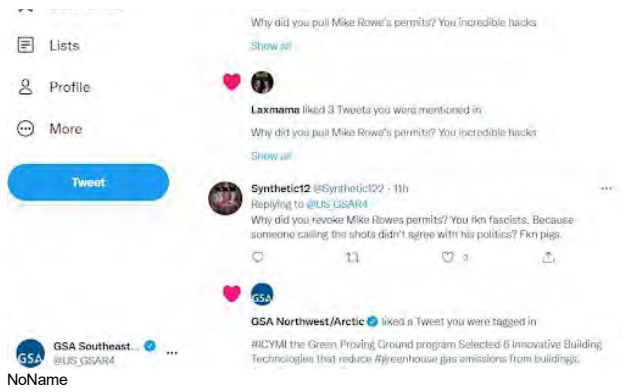 Why did you pull Mike Rowe's permits? You incredible hacks
Show all
Lists
Profile
Laxmama liked 3 Tweets you were mentioned in
More
Why did you pull Mike Rowe's permits? You incredible hacks
Show all
Tweet
Synthetic12 @Synthetic122 · 11h
Replying to @US_GSAR4
Why did you revoke Mike Rowes permits? You fkn fascists. Because
someone calling the shots didn't agree with his politics? Fkn pigs.
3
GSA
GSA Northwest/Arctic liked a Tweet you were tagged in
#ICYMI the Green Proving Ground program Selected 6 Innovative Building
Technologies that reduce #greenhouse gas emissions from buildings.
GSA
GSA Southeast...
@US_GSAR4
NoName